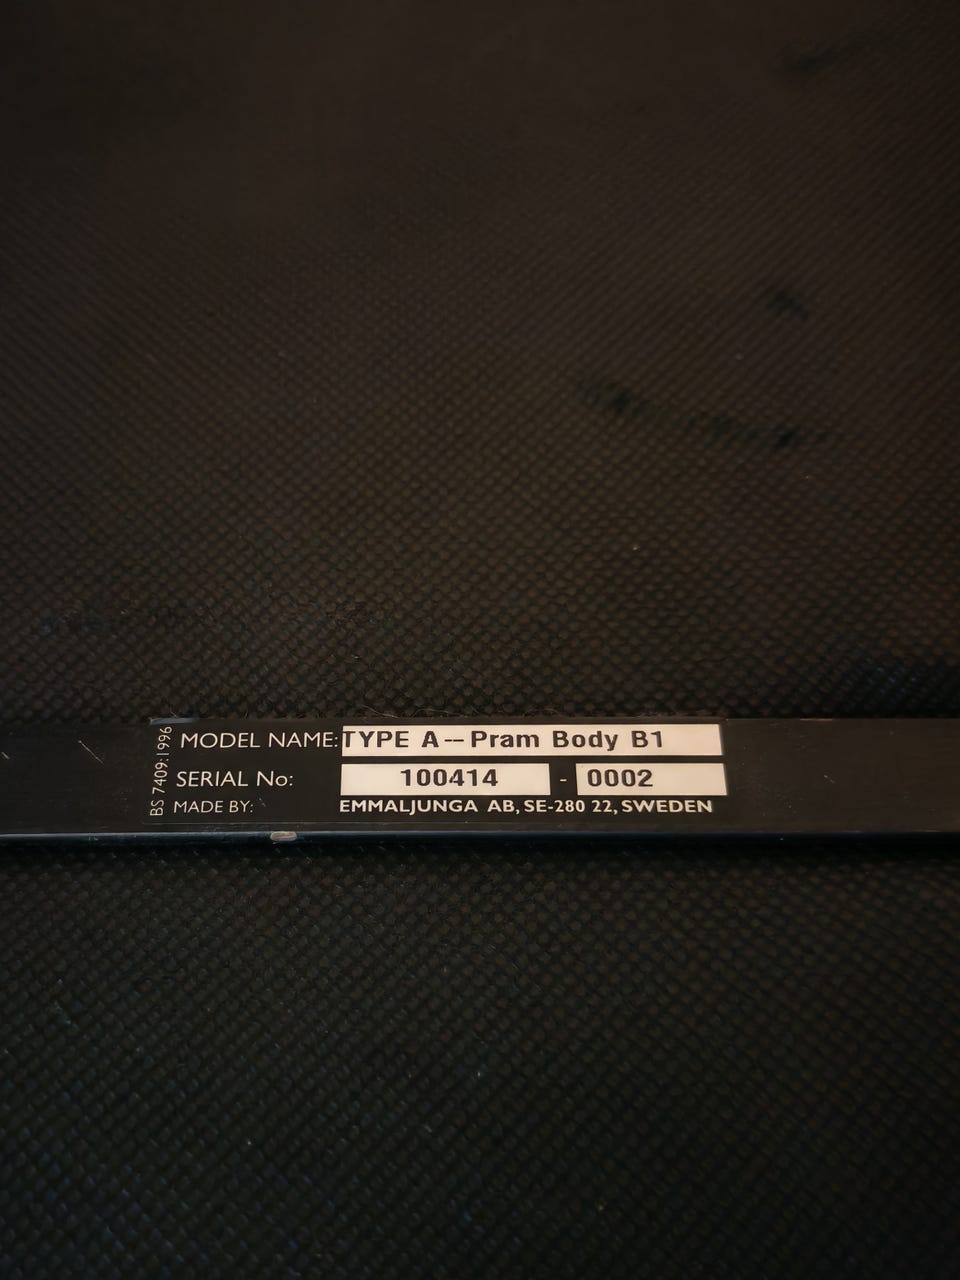 BS 7409:1996
MODEL NAME: TYPE A -- Pram Body B1
SERIAL No: 100414 - 0002
MADE BY: EMMALJUNGA AB, SE-280 22, SWEDEN